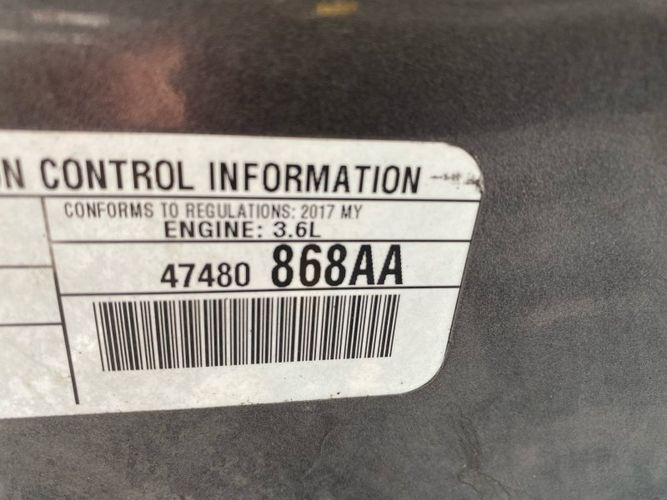 N CONTROL INFORMATION
CONFORMS TO REGULATIONS: 2017 MY
ENGINE: 3.6L
47480 868AA